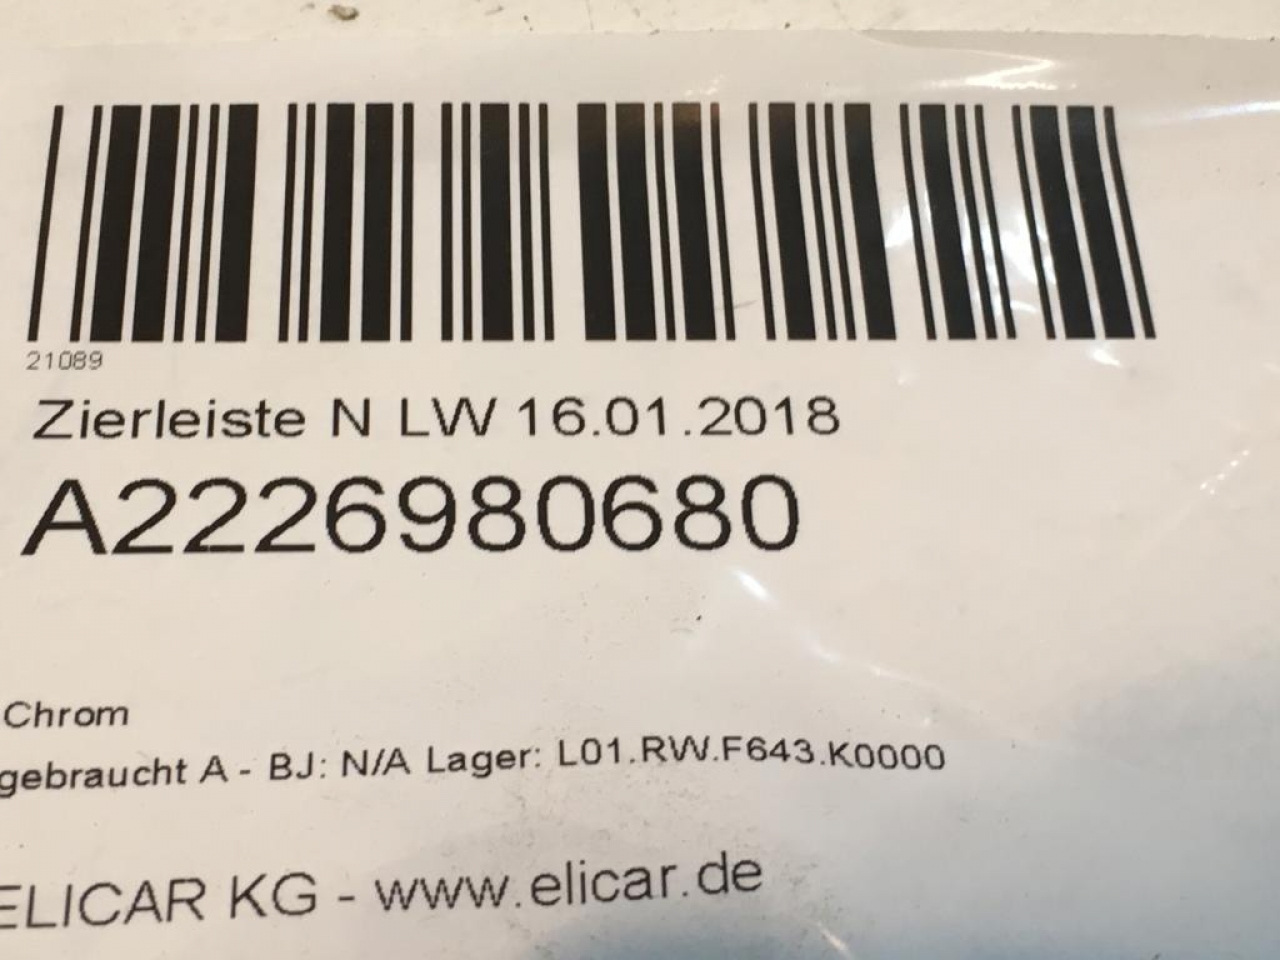 21089
Zierleiste N LW 16.01.2018
A2226980680
Chrom
gebraucht A - BJ: N/A Lager: L01.RW.F643.K0000
ELICAR KG - www.elicar.de